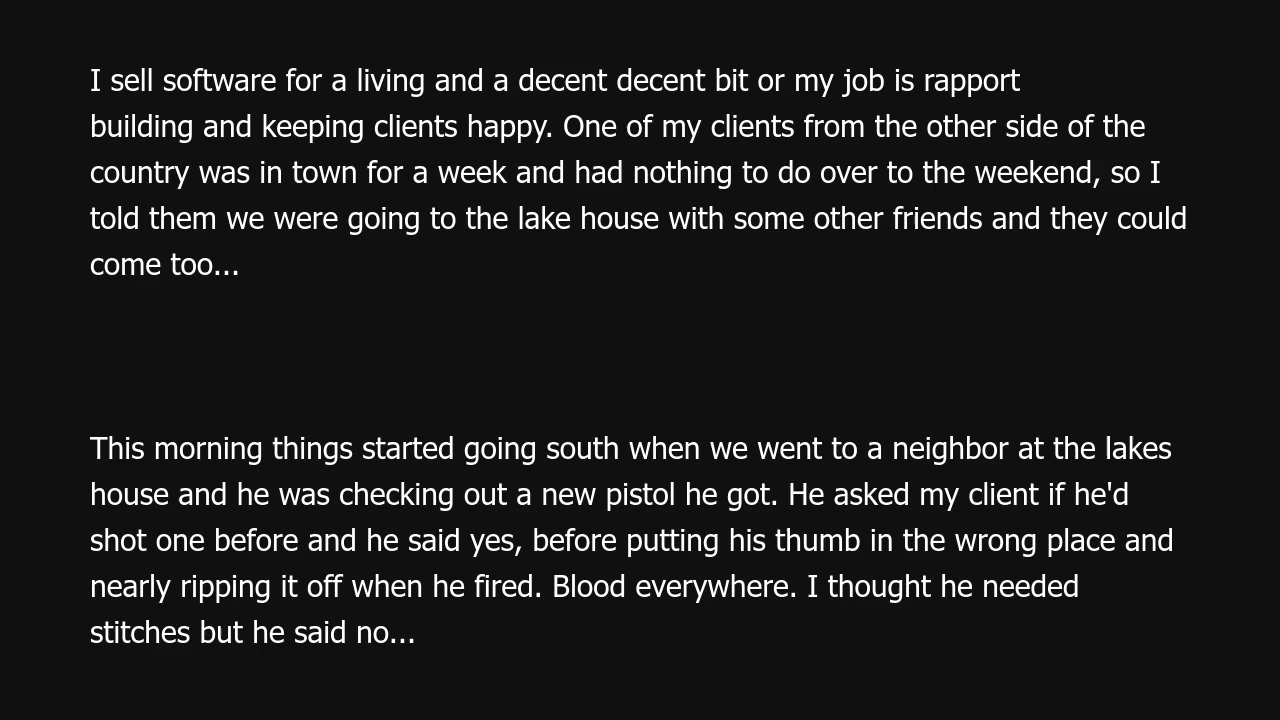 I sell software for a living and a decent decent bit or my job is rapport
building and keeping clients happy. One of my clients from the other side of the
country was in town for a week and had nothing to do over to the weekend, so I
told them we were going to the lake house with some other friends and they could
come too...
This morning things started going south when we went to a neighbor at the lakes
house and he was checking out a new pistol he got. He asked my client if he'd
shot one before and he said yes, before putting his thumb in the wrong place and
nearly ripping it off when he fired. Blood everywhere. I thought he needed
stitches but he said no...